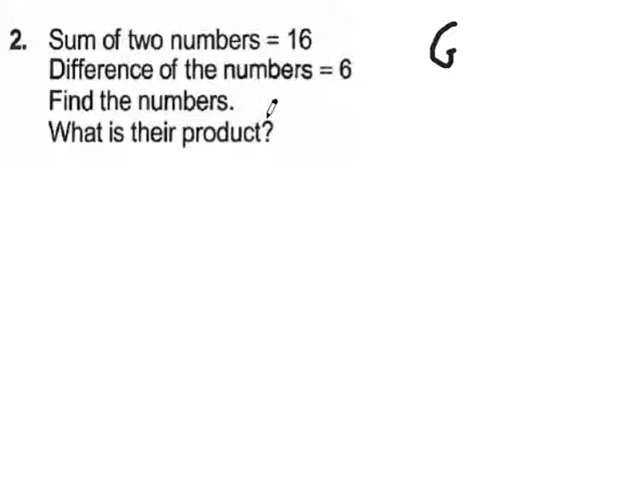 2. Sum of two numbers = 16
Difference of the numbers = 6
Find the numbers.
What is their product?
G